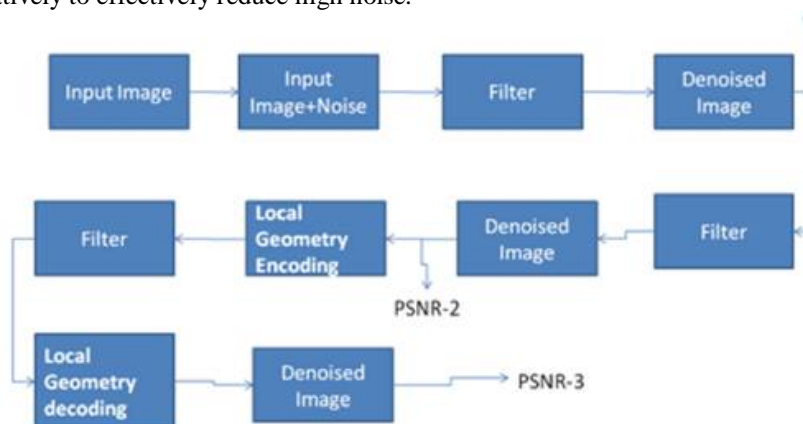 to effectively reduce high noise.
Input Image
Input
Image+Noise
Filter
Denoised
Image
Filter
Local
Geometry
Encoding
Denoised
Image
Filter
PSNR-2
Local
Geometry
decoding
Denoised
Image
PSNR-3